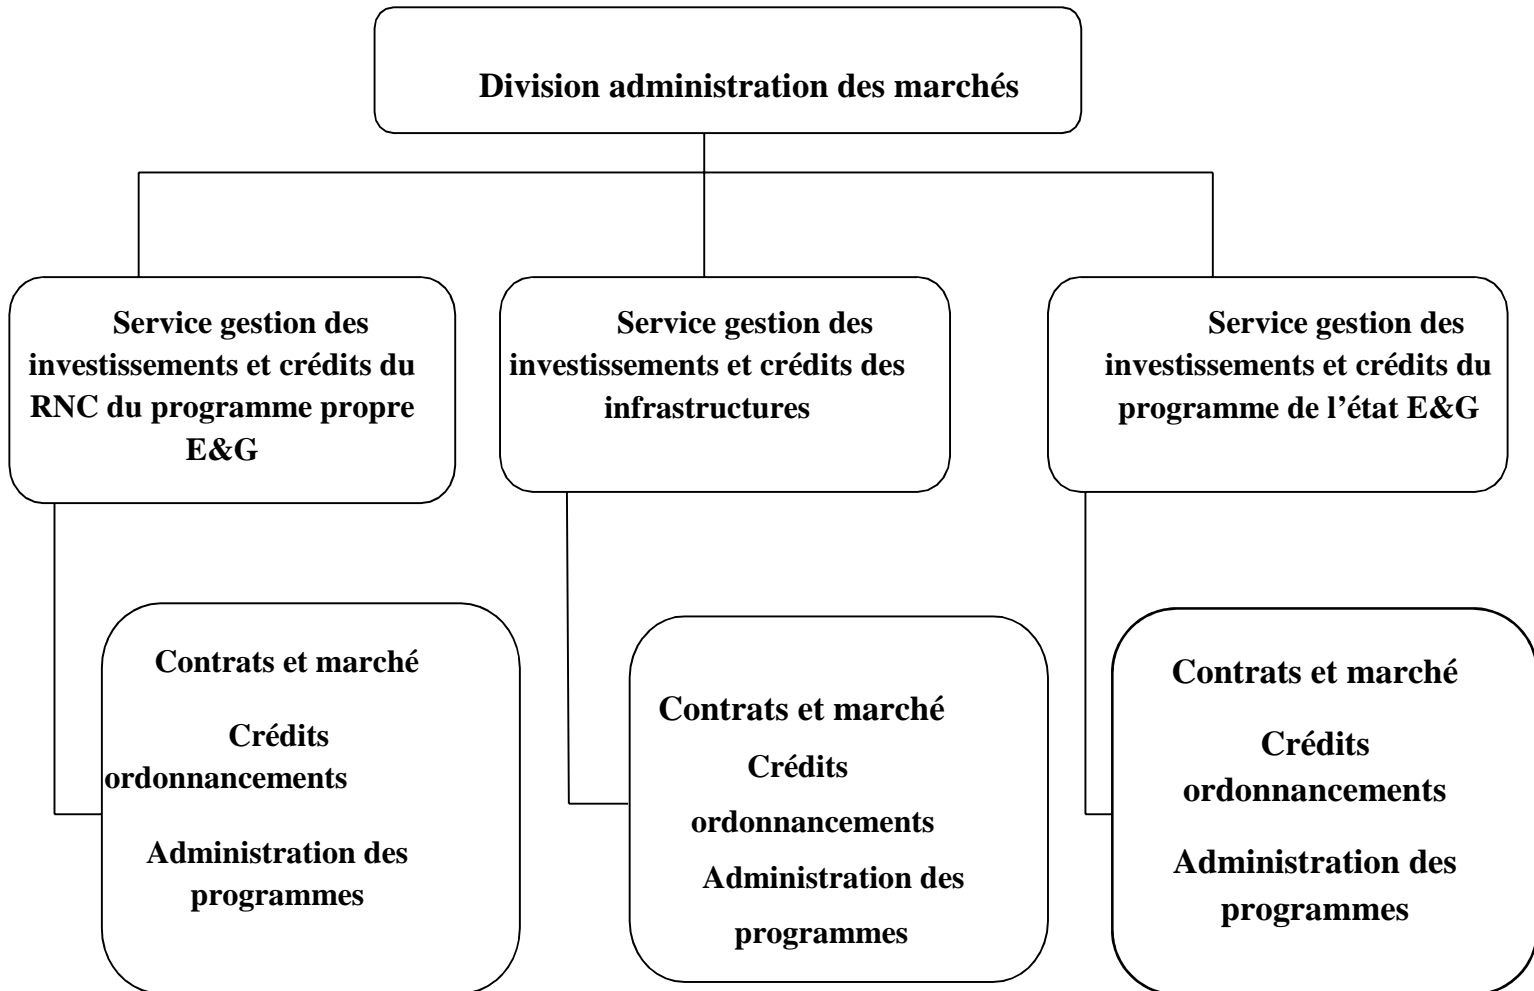 Division administration des marchés
Service gestion des
investissements et crédits du
RNC du programme propre
E&G
Service gestion des
investissements et crédits des
infrastructures
Service gestion des
investissements et crédits du
programme de l’état E&G
Contrats et marché
Crédits
ordonnancements
Administration des
programmes
Contrats et marché
Crédits
ordonnancements
Administration des
programmes
Contrats et marché
Crédits
ordonnancements
Administration des
programmes